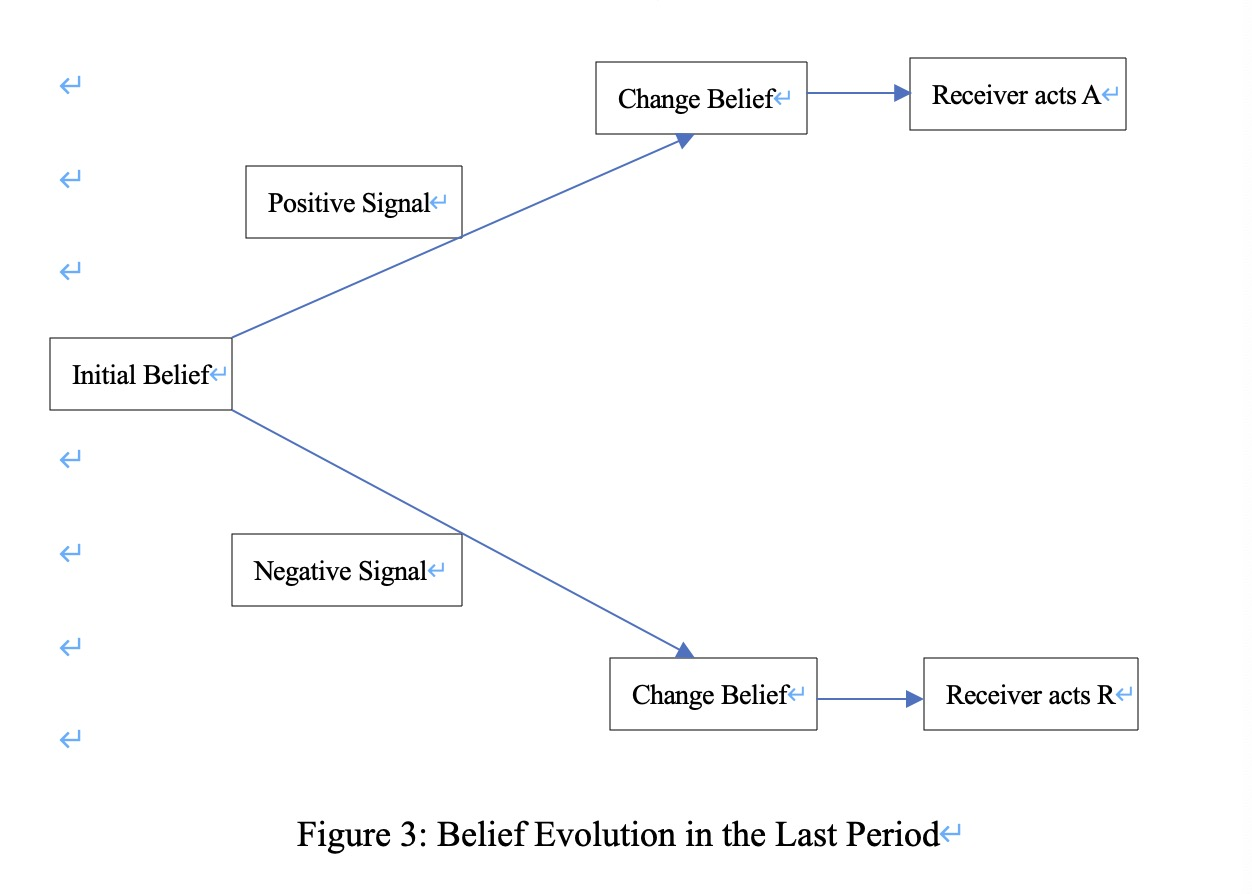 Change Belief
Receiver acts A
Positive Signal
Initial Belief
Negative Signal
Change Belief
Receiver acts R
Figure 3: Belief Evolution in the Last Period